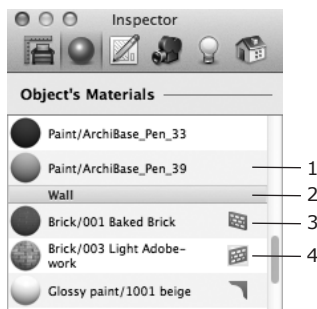 Inspector
Object's Materials
Paint/ArchiBase_Pen_33
Paint/ArchiBase_Pen_39
1
Wall
2
Brick/001 Baked Brick
3
Brick/003 Light Adobe-
work
4
Glossy paint/1001 beige